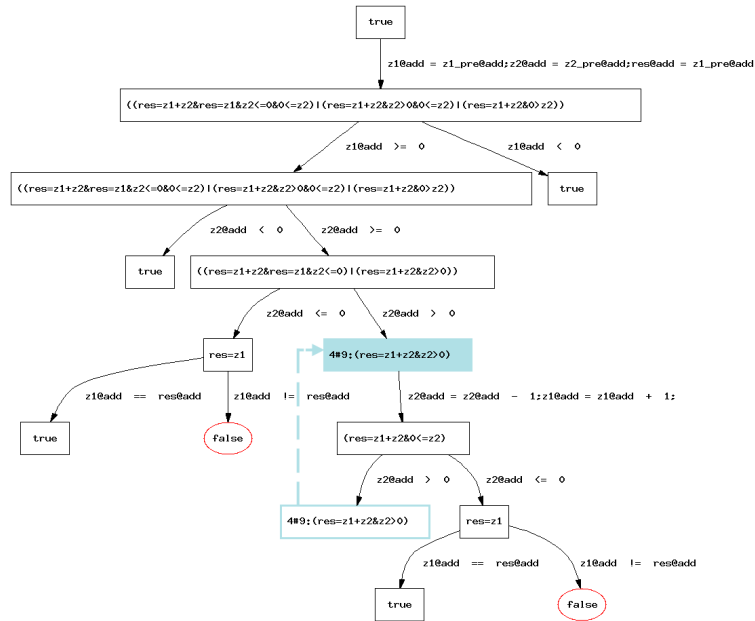 true
z1@add = z1_pre@add;z2@add = z2_pre@add;res@add = z1_pre@add
((res=z1+z2&res=z1&z2<=0&0<=z2)|(res=z1+z2&z2>0&0<=z2)|(res=z1+z2&0>z2))
z1@add >= 0
z1@add < 0
((res=z1+z2&res=z1&z2<=0&0<=z2)|(res=z1+z2&z2>0&0<=z2)|(res=z1+z2&0>z2))
true
z2@add < 0
z2@add >= 0
true
((res=z1+z2&res=z1&z2<=0)|(res=z1+z2&z2>0))
z2@add <= 0
z2@add > 0
res=z1
4#9:(res=z1+z2&z2>0)
z1@add == res@add
z1@add != res@add
z2@add = z2@add - 1;z1@add = z1@add + 1;
true
false
(res=z1+z2&0<=z2)
z2@add > 0
z2@add <= 0
4#9:(res=z1+z2&z2>0)
res=z1
z1@add == res@add
z1@add != res@add
true
false